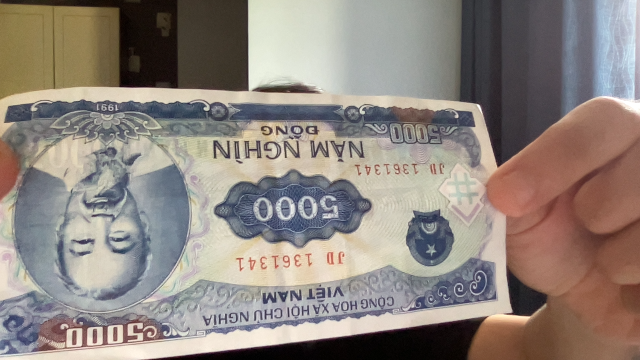 CỘNG HÒA XÃ HỘI CHỦ NGHĨA
VIỆT NAM
5000
JD 1361341
5000
JD 1361341
NĂM NGHÌN
ĐỒNG
5000
1991